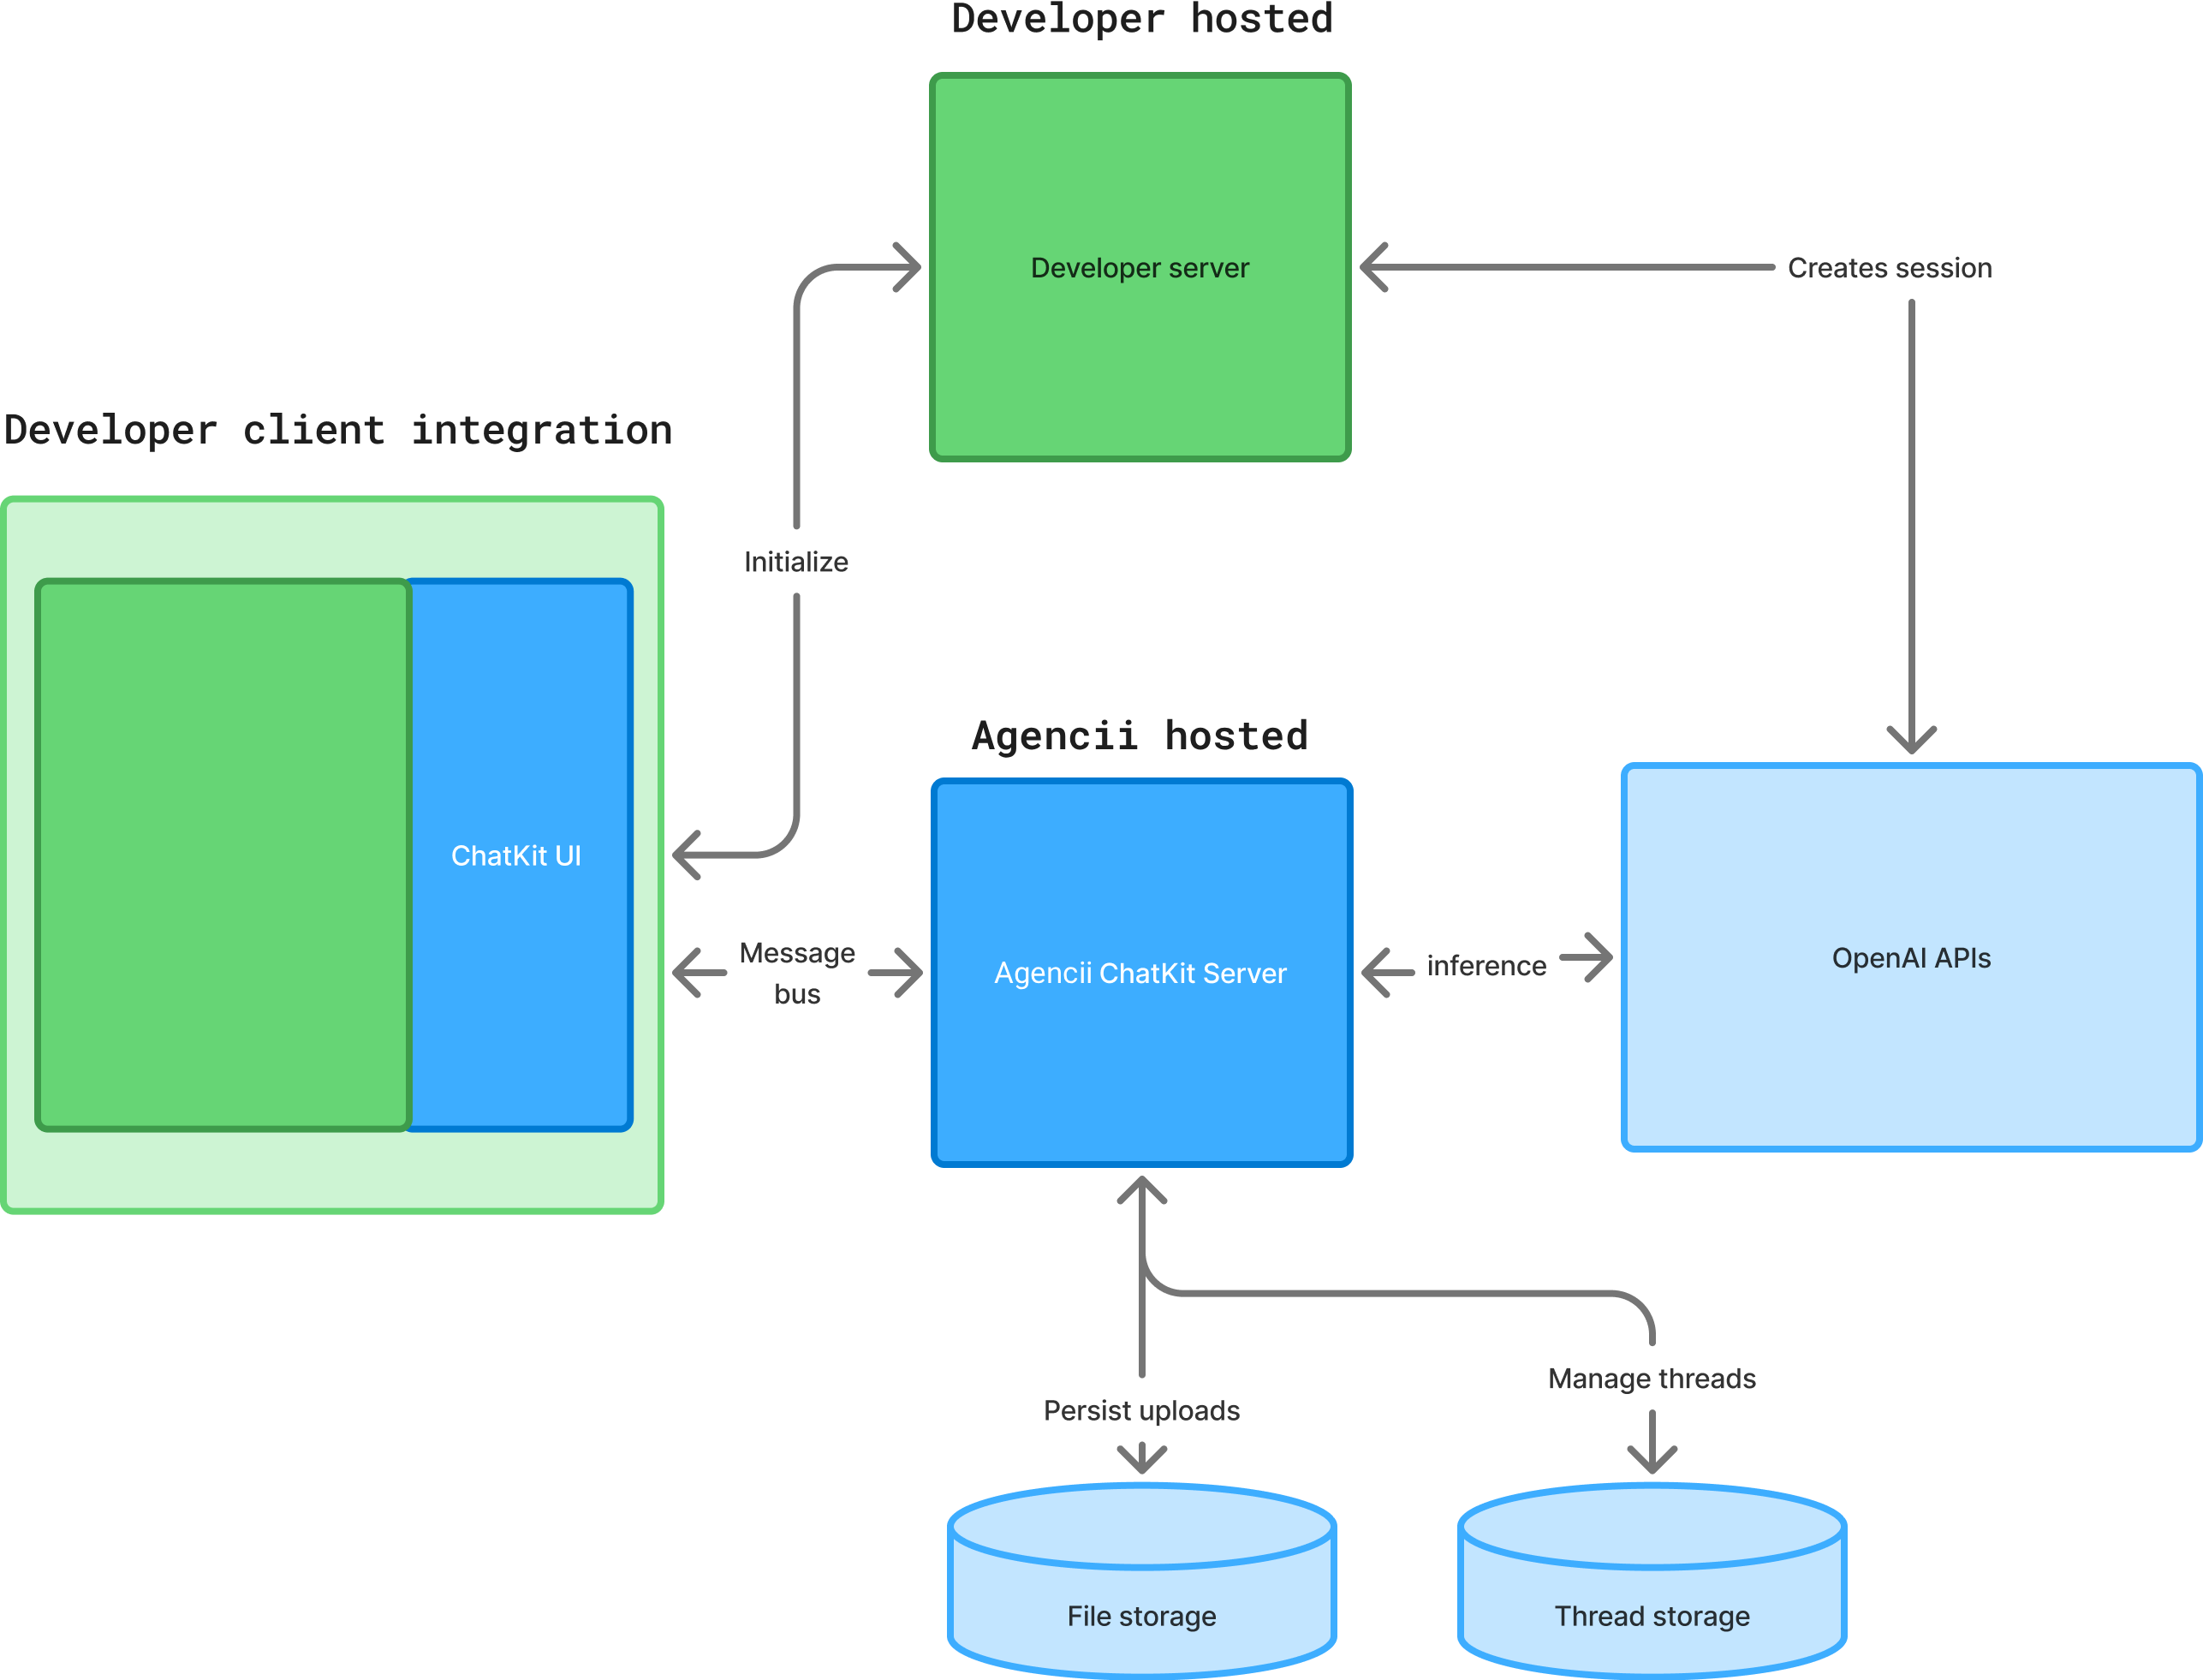 Developer hosted
Developer server
Creates session
Developer client integration
Initialize
Agencii hosted
ChatKit UI
Message
bus
Agencii ChatKit Server
inference
OpenAI APIs
Manage threads
Persist uploads
File storage
Thread storage